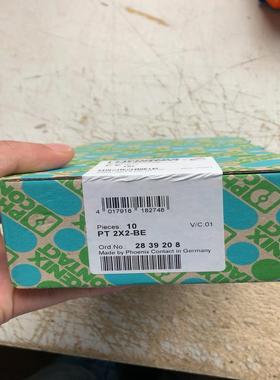 4 017918 182748
Pieces: 10 V/C:01
PT 2X2-BE
Ord.No.: 28 39 20 8
Made by Phoenix Contact in Germany
PHŒNIX
CONTACT